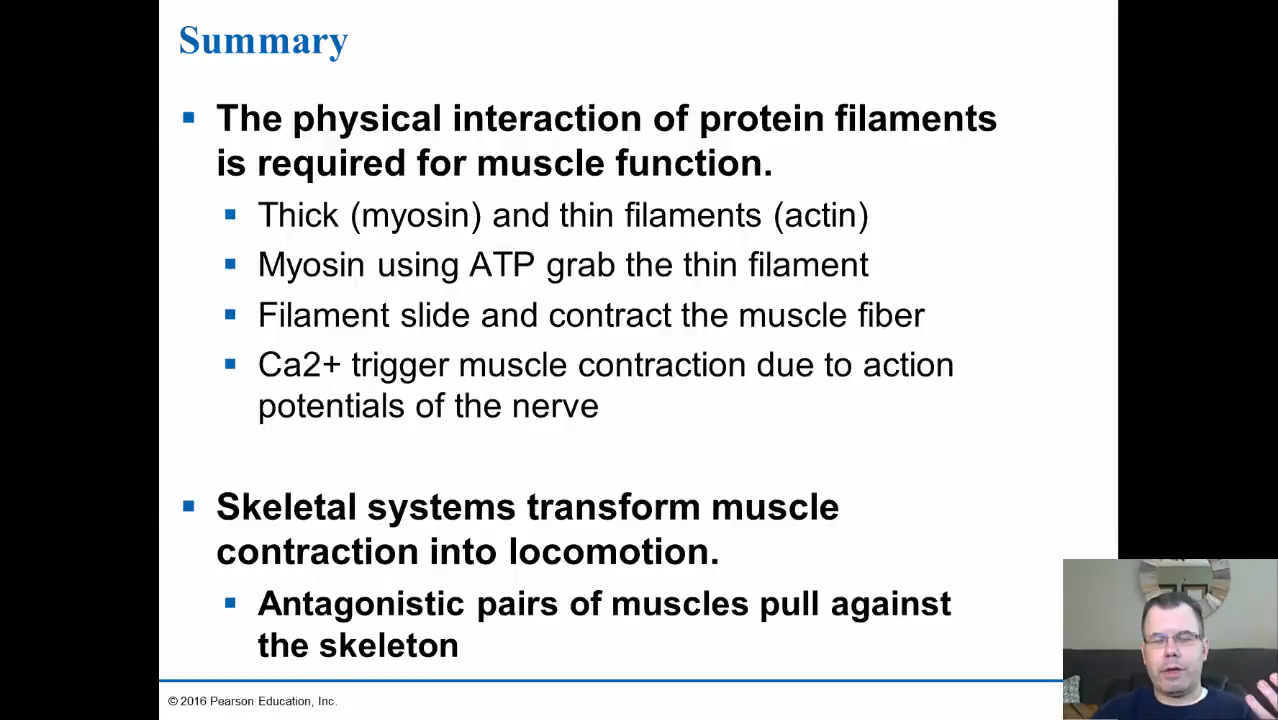 Summary
▪ The physical interaction of protein filaments
is required for muscle function.
▪ Thick (myosin) and thin filaments (actin)
▪ Myosin using ATP grab the thin filament
▪ Filament slide and contract the muscle fiber
▪ Ca2+ trigger muscle contraction due to action
potentials of the nerve
▪ Skeletal systems transform muscle
contraction into locomotion.
▪ Antagonistic pairs of muscles pull against
the skeleton
© 2016 Pearson Education, Inc.